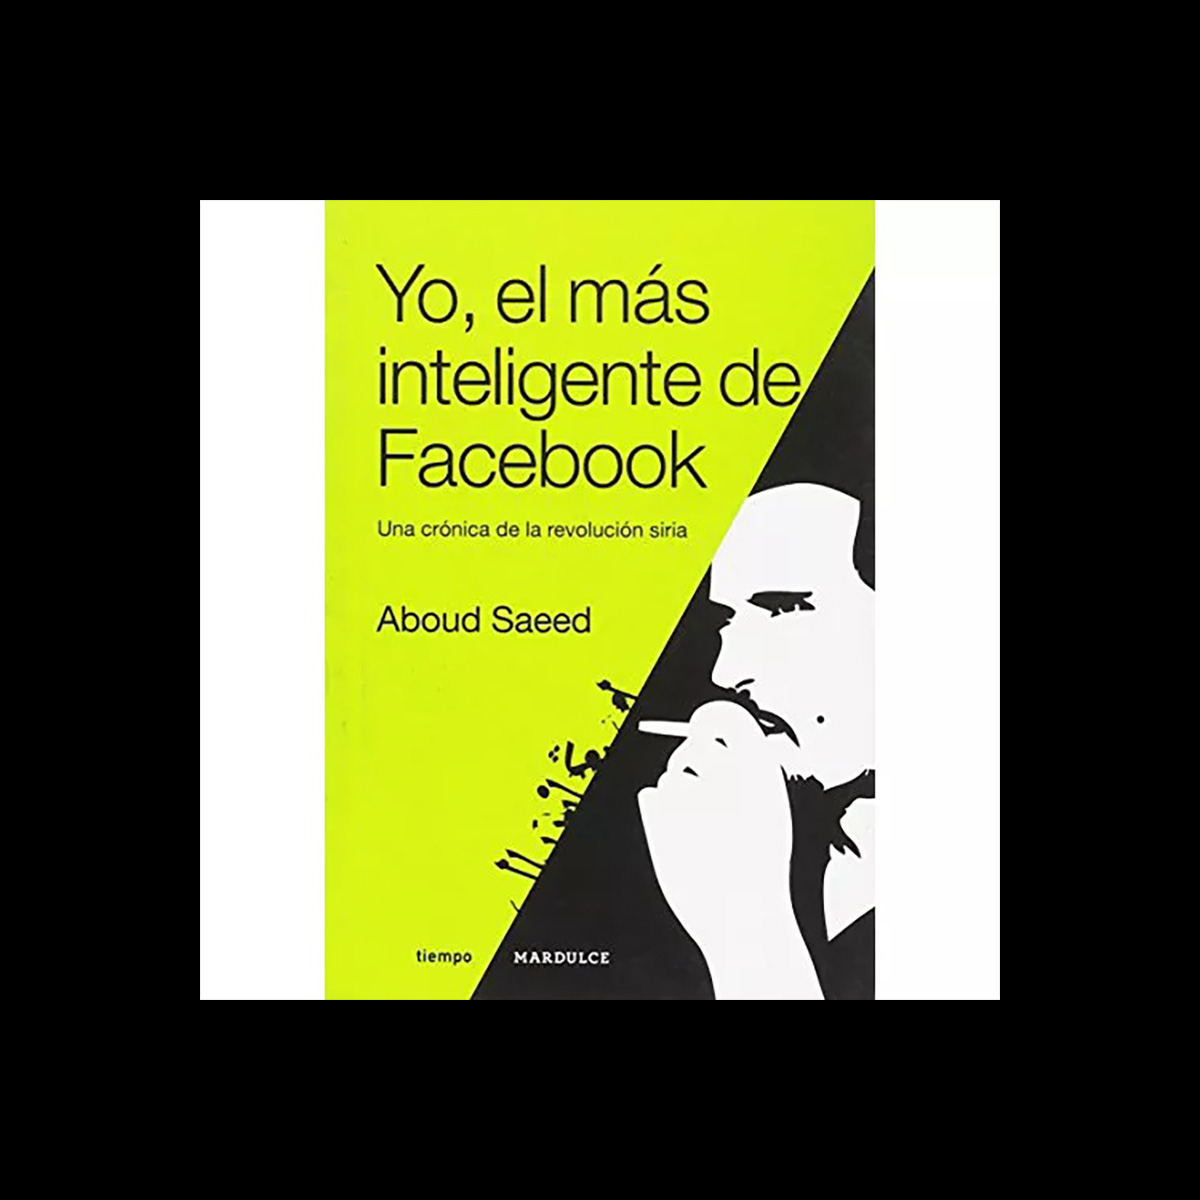 Yo, el más
inteligente de
Facebook
Una crónica de la revolución siria
Aboud Saeed
tiempo
MARDULCE